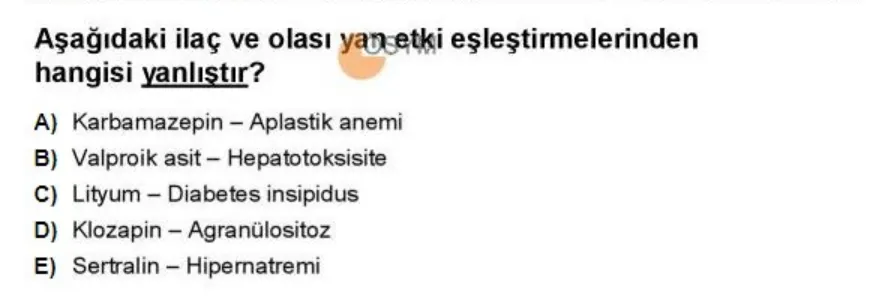 Aşağıdaki ilaç ve olası yan etki eşleştirmelerinden
hangisi yanlıştır?
A) Karbamazepin – Aplastik anemi
B) Valproik asit – Hepatotoksisite
C) Lityum – Diabetes insipidus
D) Klozapin – Agranülositoz
E) Sertralin – Hipernatremi